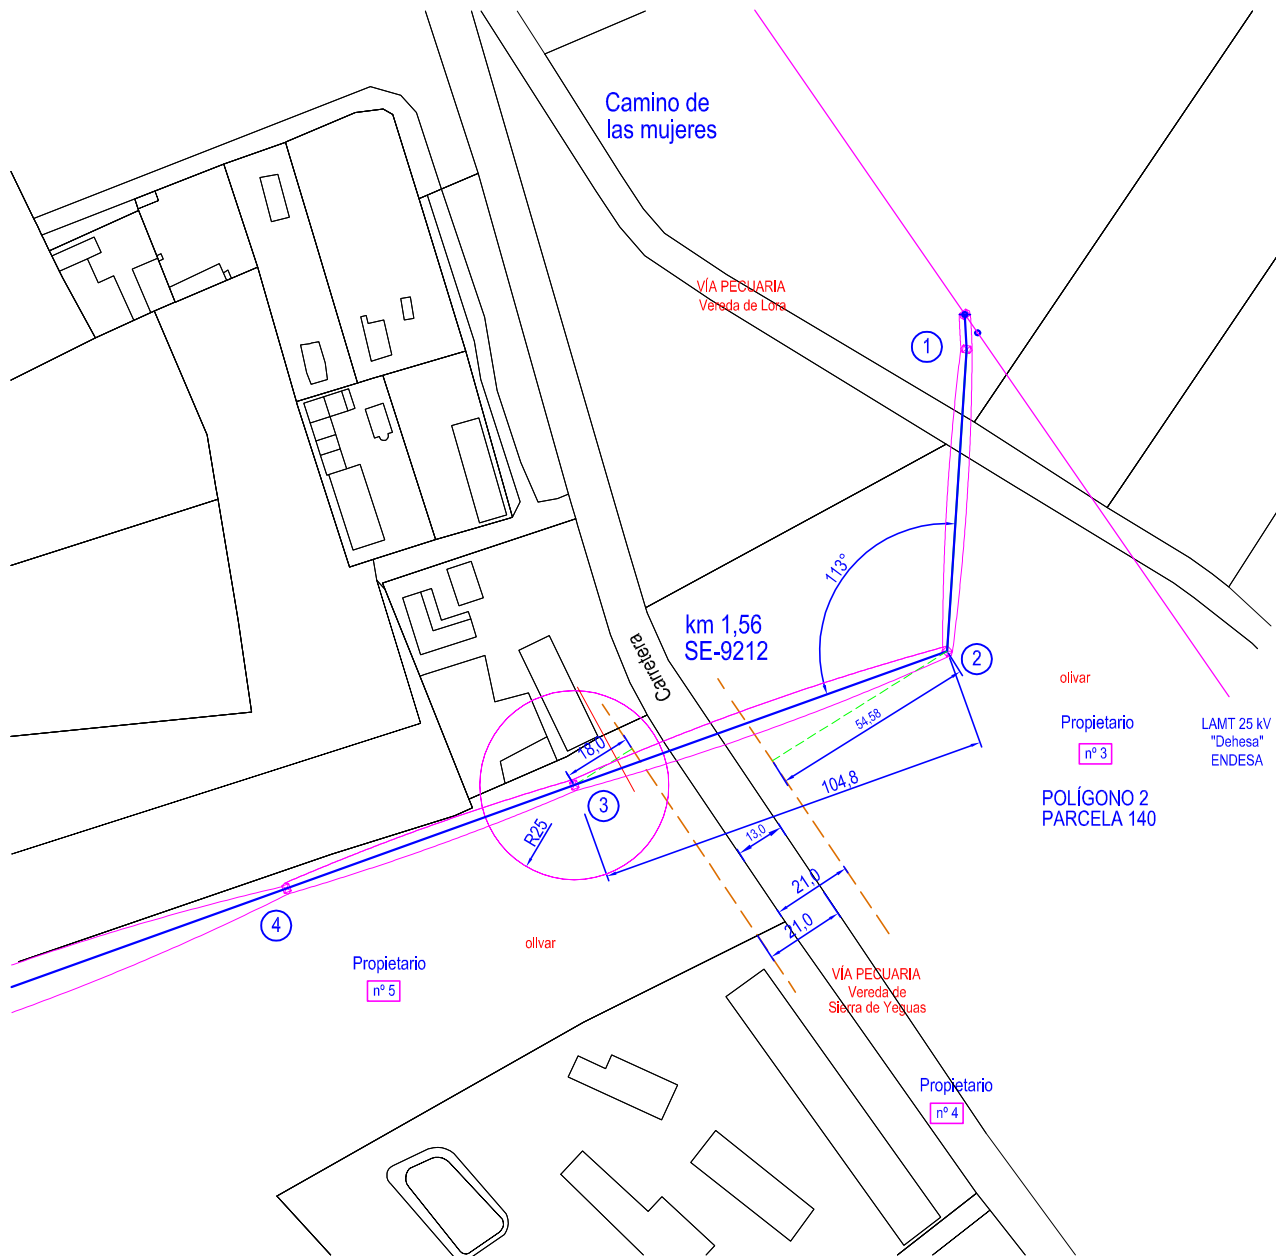 Camino de
las mujeres
VÍA PECUARIA
Vereda de Lora
1
113°
km 1,56
SE-9212
Carretera
2
olivar
Propietario
nº 3
LAMT 25 kV
"Dehesa"
ENDESA
54,58
18,0
104,8
POLÍGONO 2
PARCELA 140
3
R25
13,0
21,0
21,0
4
olivar
Propietario
nº 5
VÍA PECUARIA
Vereda de
Sierra de Yeguas
Propietario
nº 4